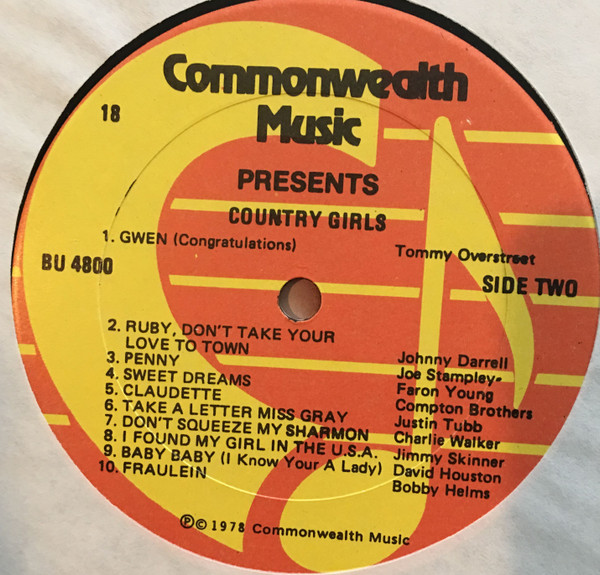 Commonwealth
Music
18
PRESENTS
COUNTRY GIRLS
1. GWEN (Congratulations) Tommy Overstreet
BU 4800 SIDE TWO
2. RUBY, DON'T TAKE YOUR
LOVE TO TOWN Johnny Darrell
3. PENNY Joe Stampley-
4. SWEET DREAMS Faron Young
5. CLAUDETTE Compton Brothers
6. TAKE A LETTER MISS GRAY Justin Tubb
7. DON'T SQUEEZE MY SHARMON Charlie Walker
8. I FOUND MY GIRL IN THE U.S.A. Jimmy Skinner
9. BABY BABY (I Know Your A Lady) David Houston
10. FRAULEIN Bobby Helms
℗© 1978 Commonwealth Music